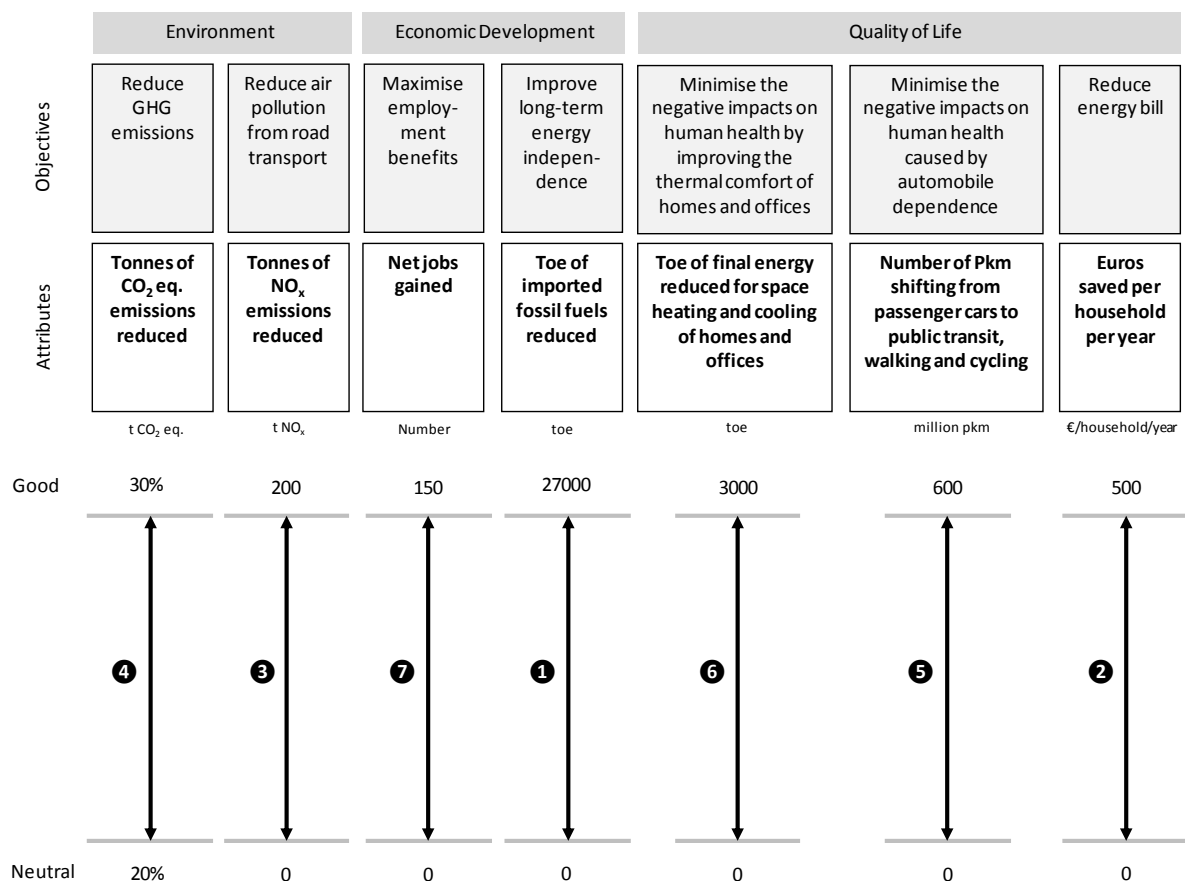 Environment
Economic Development
Quality of Life
Objectives
Reduce
GHG
emissions
Reduce air
pollution
from road
transport
Maximise
employ-
ment
benefits
Improve
long-term
energy
indepen-
dence
Minimise the
negative impacts on
human health by
improving the
thermal comfort of
homes and offices
Minimise the
negative impacts on
human health
caused by
automobile
dependence
Reduce
energy bill
Attributes
Tonnes of
CO₂ eq.
emissions
reduced
Tonnes of
NOₓ
emissions
reduced
Net jobs
gained
Toe of
imported
fossil fuels
reduced
Toe of final energy
reduced for space
heating and cooling
of homes and
offices
Number of Pkm
shifting from
passenger cars to
public transit,
walking and cycling
Euros
saved per
household
per year
t CO₂ eq.
t NOₓ
Number
toe
toe
million pkm
€/household/year
Good
30%
200
150
27000
3000
600
500
4
3
7
1
6
5
2
Neutral
20%
0
0
0
0
0
0